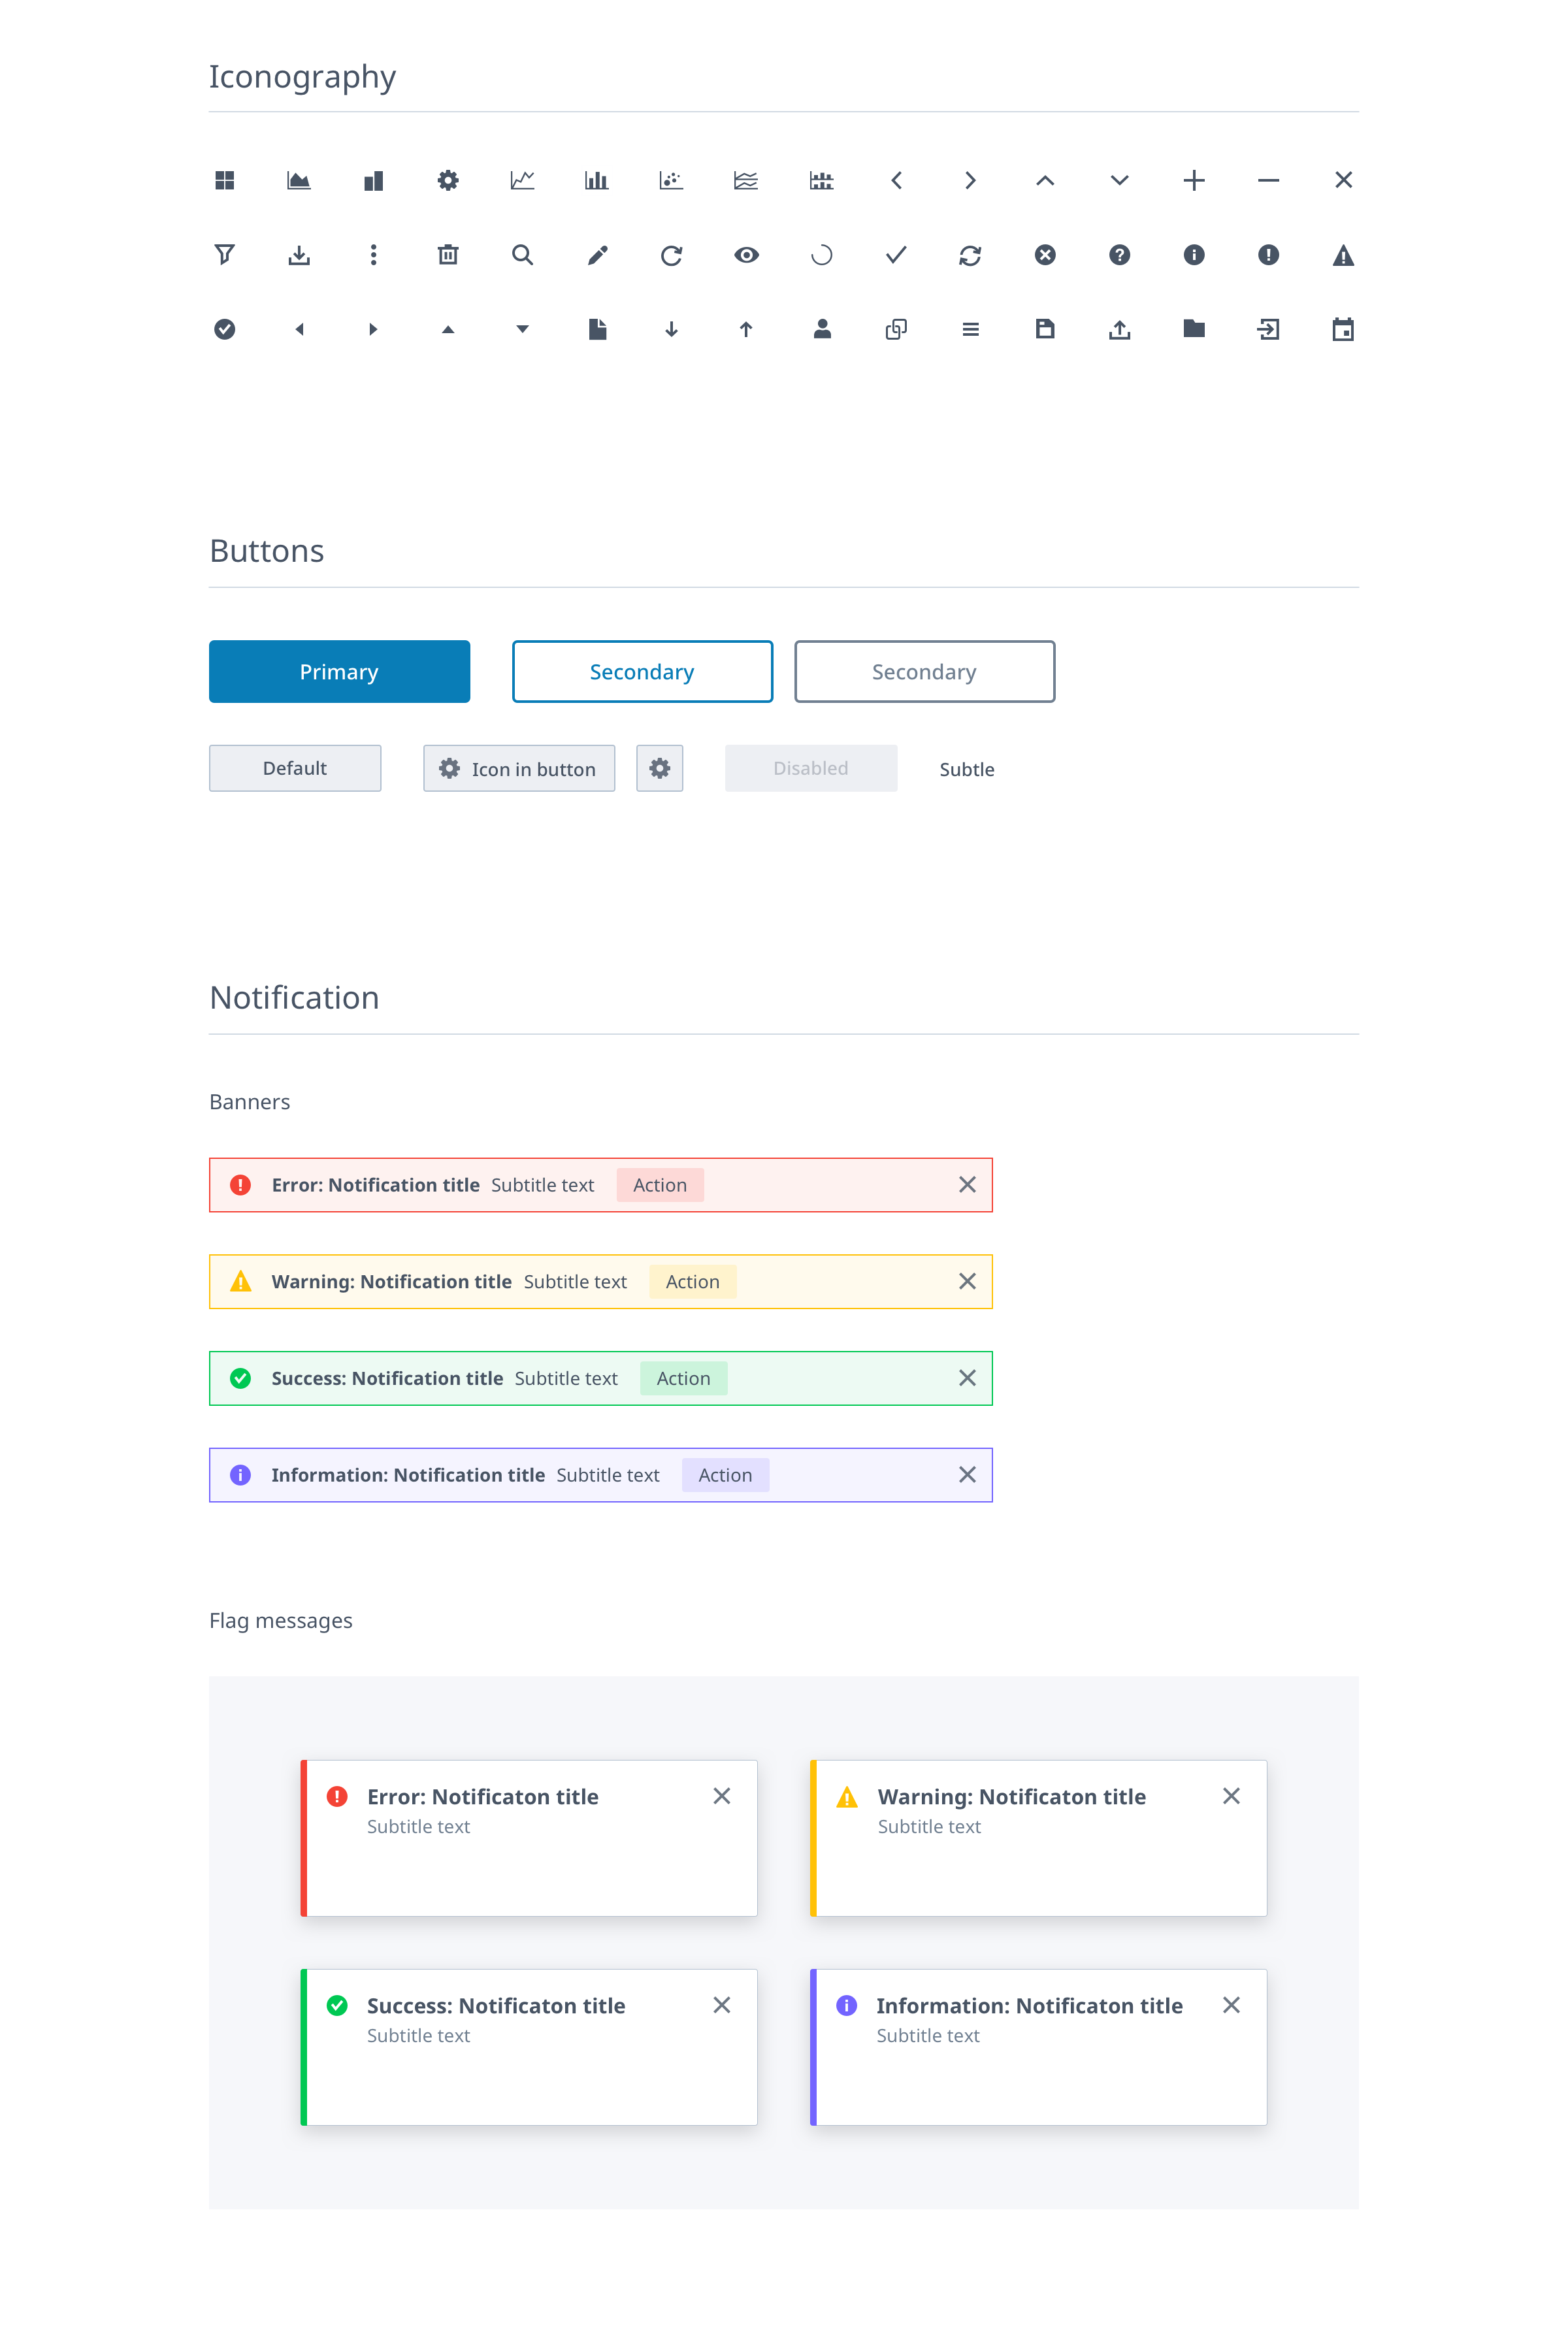 Iconography
Buttons
Primary
Secondary
Secondary
Default
Icon in button
Disabled
Subtle
Notification
Banners
Error: Notification title Subtitle text Action
Warning: Notification title Subtitle text Action
Success: Notification title Subtitle text Action
Information: Notification title Subtitle text Action
Flag messages
Error: Notificaton title
Subtitle text
Warning: Notificaton title
Subtitle text
Success: Notificaton title
Subtitle text
Information: Notificaton title
Subtitle text